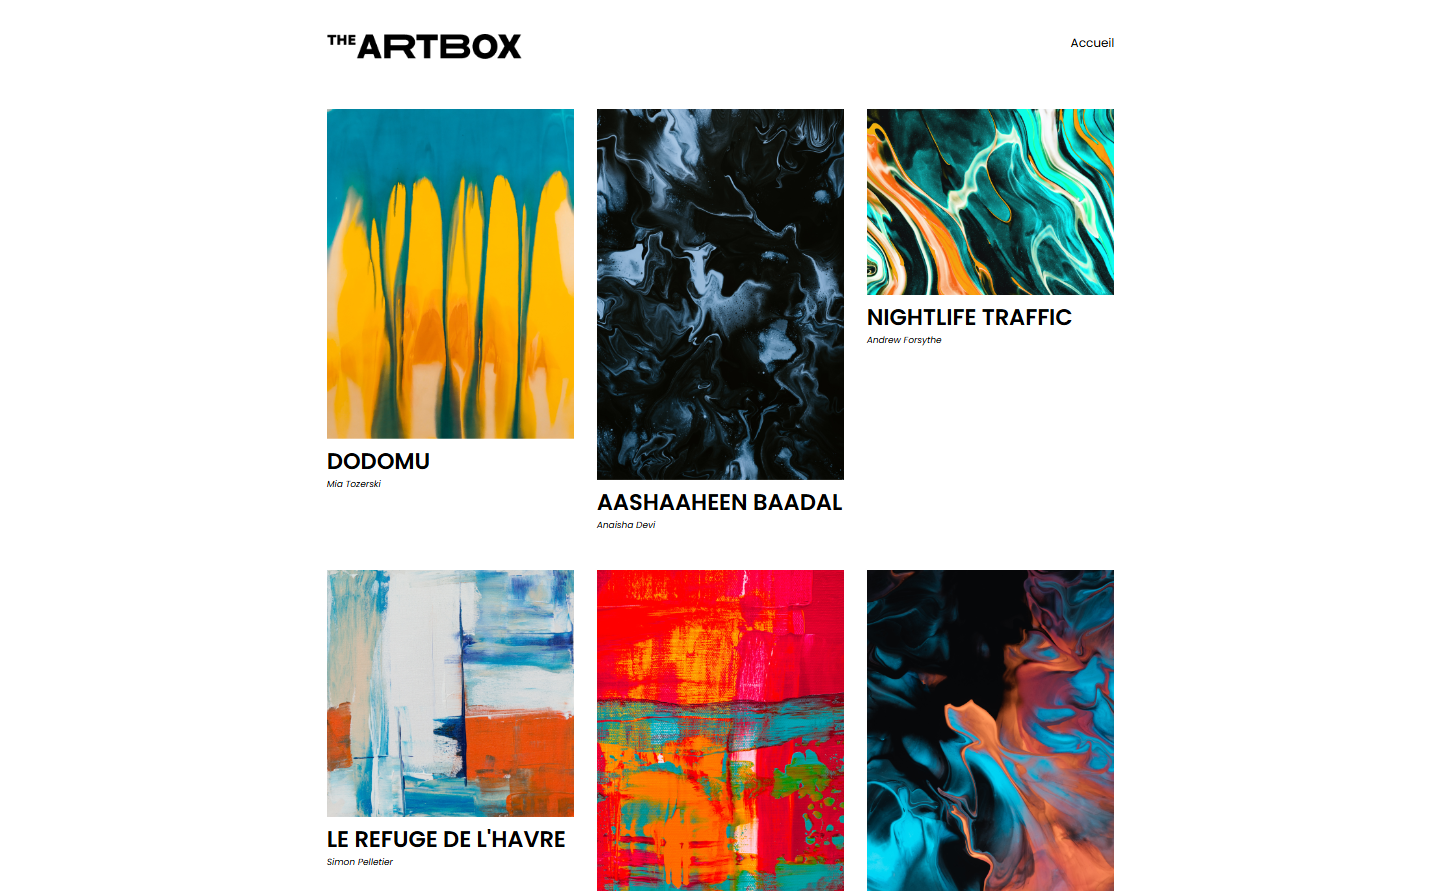 THE ARTBOX
Accueil
DODOMU
Mia Tozerski
AASHAAHEEN BAADAL
Anaisha Devi
NIGHTLIFE TRAFFIC
Andrew Forsythe
LE REFUGE DE L'HAVRE
Simon Pelletier